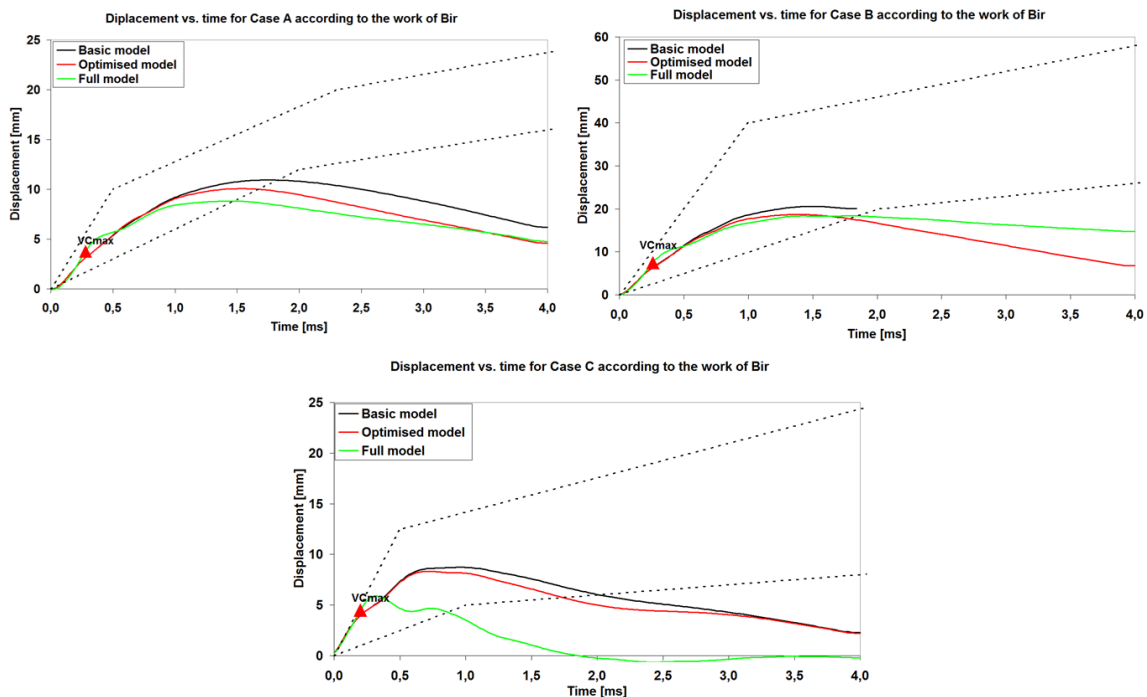 Diplacement vs. time for Case A according to the work of Bir
25
20
15
10
5
0
Displacement [mm]
Basic model
Optimised model
Full model
VCmax
0,0 0,5 1,0 1,5 2,0 2,5 3,0 3,5 4,0
Time [ms]
Displacement vs. time for Case B according to the work of Bir
60
50
40
30
20
10
0
Displacement [mm]
Basic model
Optimised model
Full model
VCmax
0,0 0,5 1,0 1,5 2,0 2,5 3,0 3,5 4,0
Time [ms]
Displacement vs. time for Case C according to the work of Bir
25
20
15
10
5
0
Displacement [mm]
Basic model
Optimised model
Full model
VCmax
0,0 0,5 1,0 1,5 2,0 2,5 3,0 3,5 4,0
Time [ms]